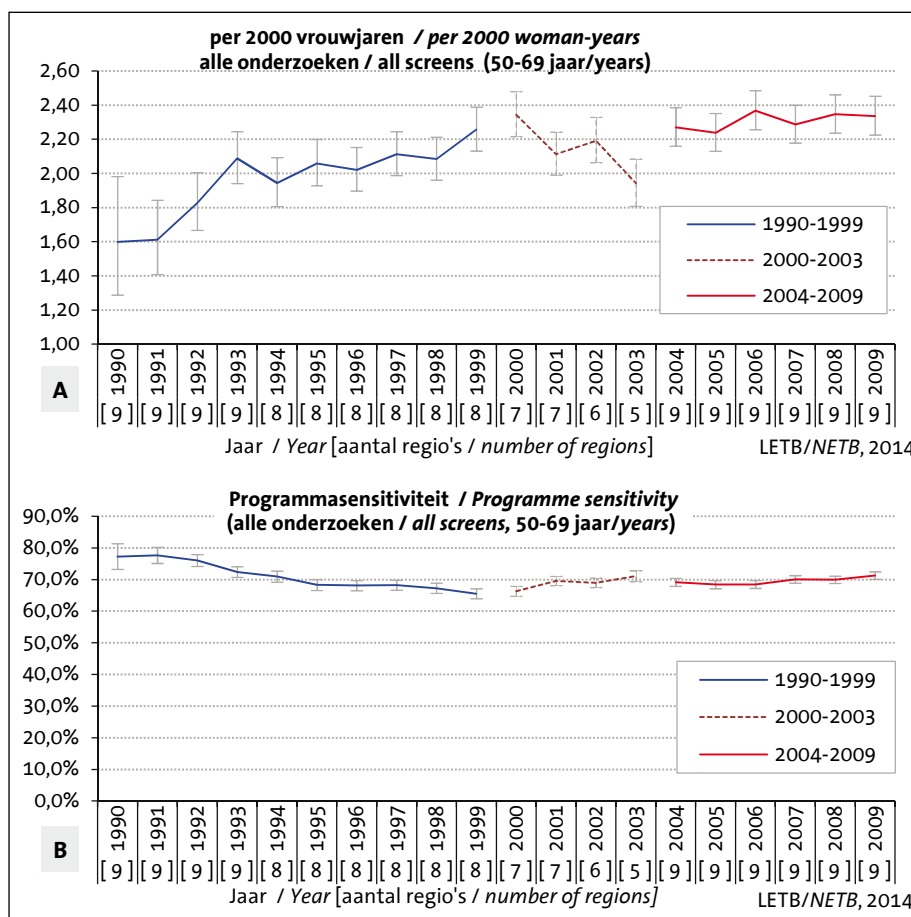 per 2000 vrouwjaren / per 2000 woman-years
alle onderzoeken / all screens (50-69 jaar/years)
2,60
2,40
2,20
2,00
1,80
1,60
1,40
1,20
1,00
1990-1999
2000-2003
2004-2009
A
1990 1991 1992 1993 1994 1995 1996 1997 1998 1999 2000 2001 2002 2003 2004 2005 2006 2007 2008 2009
[ 9 ] [ 9 ] [ 9 ] [ 9 ] [ 8 ] [ 8 ] [ 8 ] [ 8 ] [ 8 ] [ 8 ] [ 7 ] [ 7 ] [ 6 ] [ 5 ] [ 9 ] [ 9 ] [ 9 ] [ 9 ] [ 9 ] [ 9 ]
Jaar / Year [aantal regio's / number of regions] LETB/NETB, 2014
Programmasensitiviteit / Programme sensitivity
(alle onderzoeken / all screens, 50-69 jaar/years)
90,0%
80,0%
70,0%
60,0%
50,0%
40,0%
30,0%
20,0%
10,0%
0,0%
1990-1999
2000-2003
2004-2009
B
1990 1991 1992 1993 1994 1995 1996 1997 1998 1999 2000 2001 2002 2003 2004 2005 2006 2007 2008 2009
[ 9 ] [ 9 ] [ 9 ] [ 9 ] [ 8 ] [ 8 ] [ 8 ] [ 8 ] [ 8 ] [ 8 ] [ 7 ] [ 7 ] [ 6 ] [ 5 ] [ 9 ] [ 9 ] [ 9 ] [ 9 ] [ 9 ] [ 9 ]
Jaar / Year [aantal regio's / number of regions] LETB/NETB, 2014